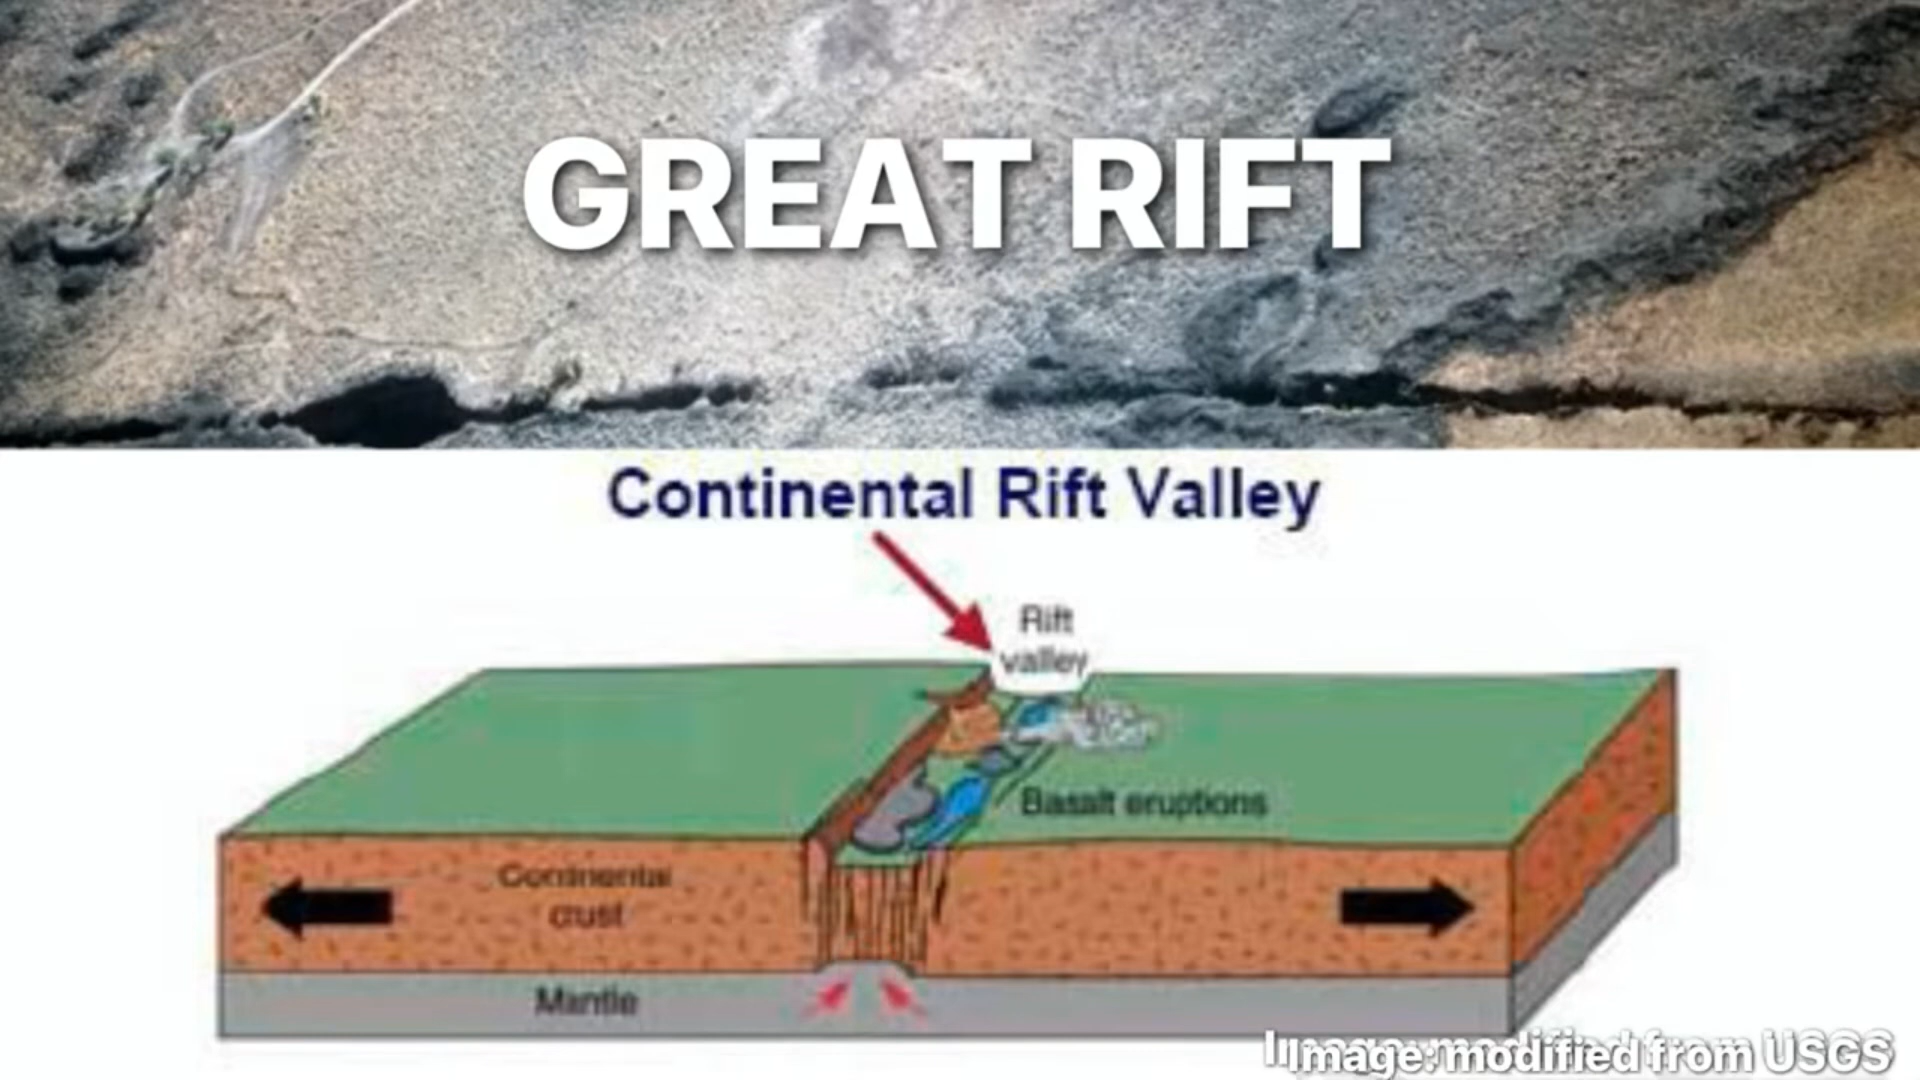 GREAT RIFT
Continental Rift Valley
Rift
valley
Basalt eruptions
Continental
crust
Mantle
Image: modified from USGS